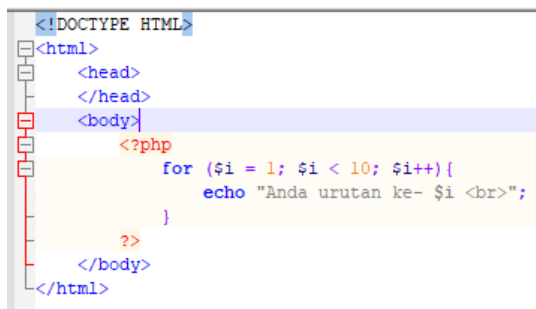 <!DOCTYPE HTML>
<html>
<head>
</head>
<body>
<?php
for ($i = 1; $i < 10; $i++){
echo "Anda urutan ke- $i <br>";
}
?>
</body>
</html>